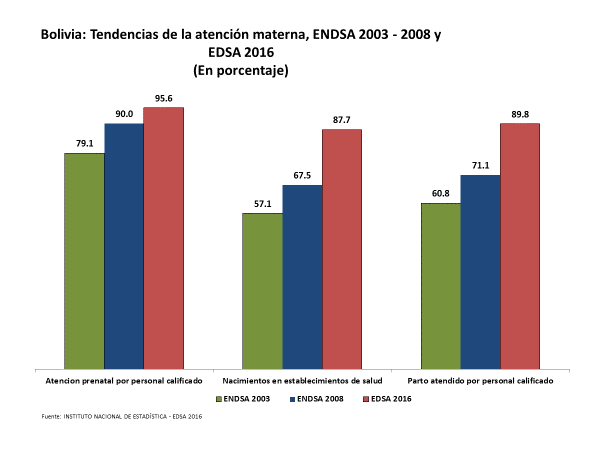 Bolivia: Tendencias de la atención materna, ENDSA 2003 - 2008 y
EDSA 2016
(En porcentaje)
79.1
90.0
95.6
57.1
67.5
87.7
60.8
71.1
89.8
Atencion prenatal por personal calificado
Nacimientos en establecimientos de salud
Parto atendido por personal calificado
ENDSA 2003 ENDSA 2008 EDSA 2016
Fuente: INSTITUTO NACIONAL DE ESTADÍSTICA - EDSA 2016